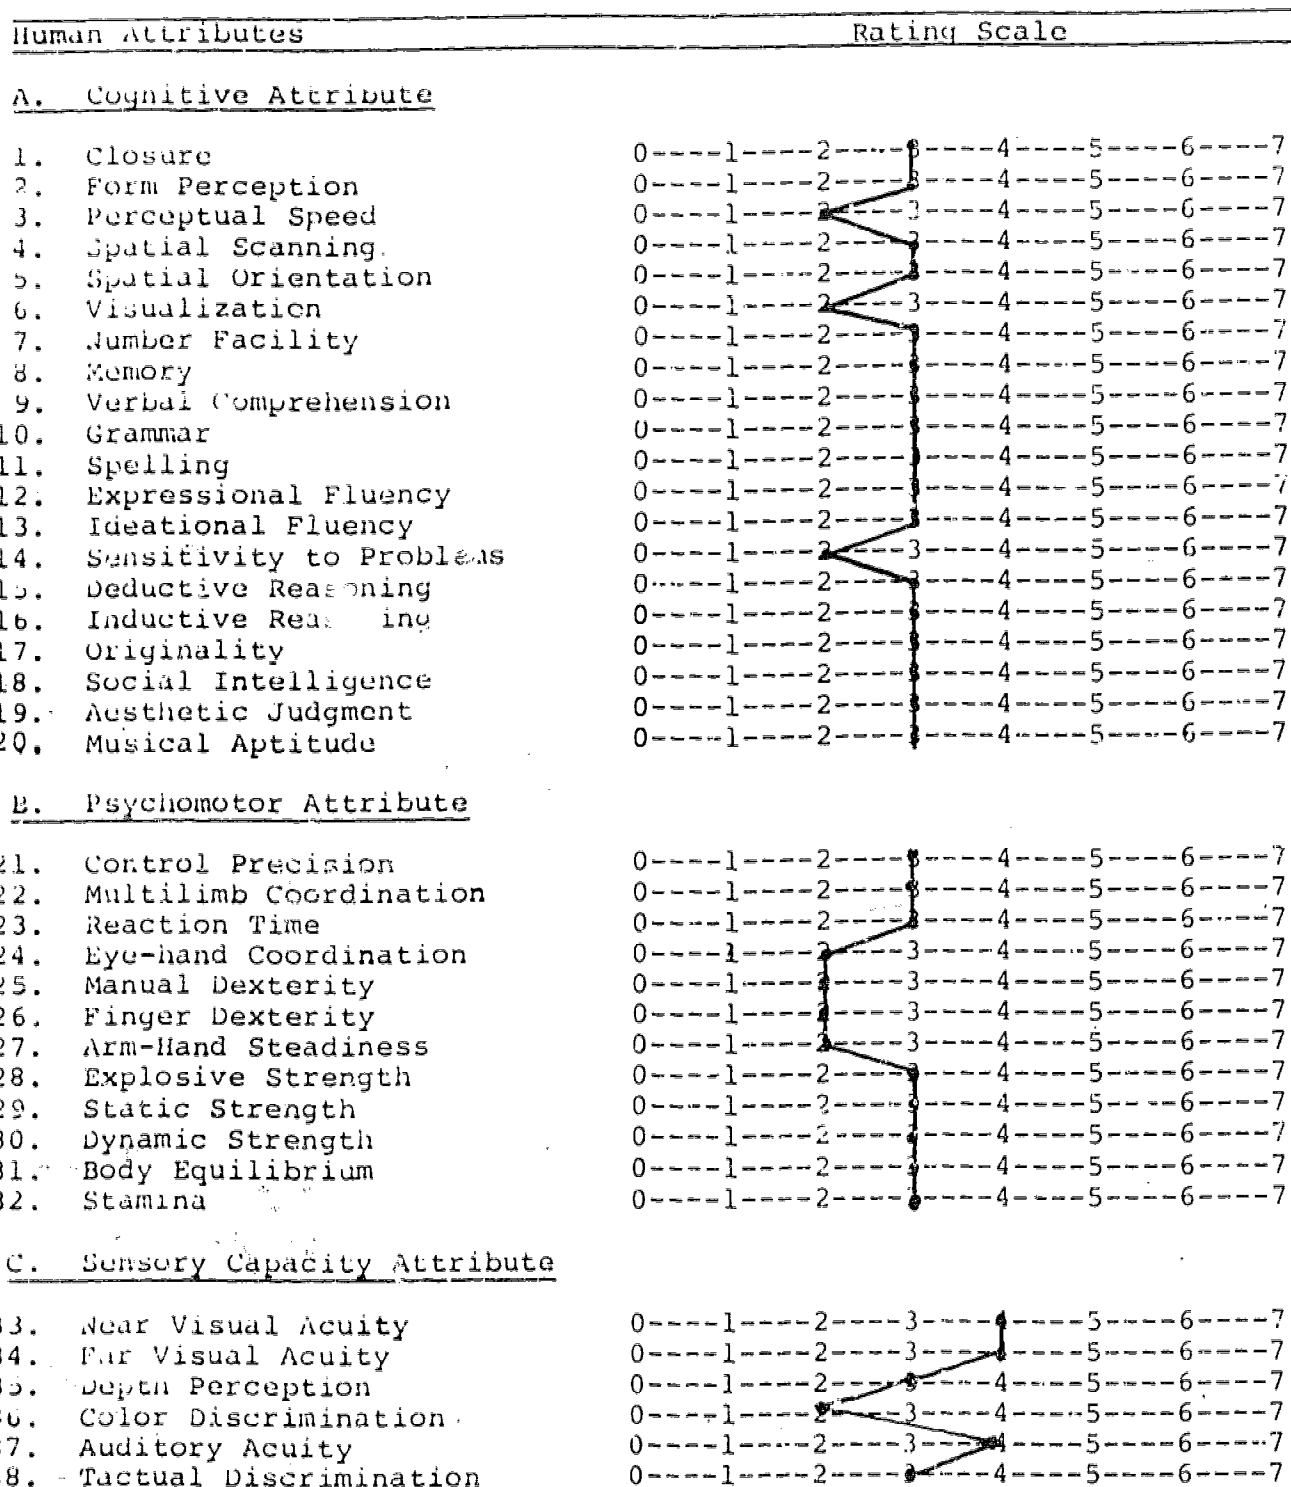 Human Attributes Rating Scale
A. Cognitive Attribute
1. Closure 0----1----2----3----4----5----6----7
2. Form Perception 0----1----2----3----4----5----6----7
3. Perceptual Speed 0----1----2----3----4----5----6----7
4. Spatial Scanning 0----1----2----3----4----5----6----7
5. Spatial Orientation 0----1----2----3----4----5----6----7
6. Visualization 0----1----2----3----4----5----6----7
7. Number Facility 0----1----2----3----4----5----6----7
8. Memory 0----1----2----3----4----5----6----7
9. Verbal Comprehension 0----1----2----3----4----5----6----7
10. Grammar 0----1----2----3----4----5----6----7
11. Spelling 0----1----2----3----4----5----6----7
12. Expressional Fluency 0----1----2----3----4----5----6----7
13. Ideational Fluency 0----1----2----3----4----5----6----7
14. Sensitivity to Problems 0----1----2----3----4----5----6----7
15. Deductive Reasoning 0----1----2----3----4----5----6----7
16. Inductive Rea ing 0----1----2----3----4----5----6----7
17. Originality 0----1----2----3----4----5----6----7
18. Social Intelligence 0----1----2----3----4----5----6----7
19. Aesthetic Judgment 0----1----2----3----4----5----6----7
20. Musical Aptitude 0----1----2----3----4----5----6----7
B. Psychomotor Attribute
21. Control Precision 0----1----2----3----4----5----6----7
22. Multilimb Coordination 0----1----2----3----4----5----6----7
23. Reaction Time 0----1----2----3----4----5----6----7
24. Eye-hand Coordination 0----1----2----3----4----5----6----7
25. Manual Dexterity 0----1----2----3----4----5----6----7
26. Finger Dexterity 0----1----2----3----4----5----6----7
27. Arm-Hand Steadiness 0----1----2----3----4----5----6----7
28. Explosive Strength 0----1----2----3----4----5----6----7
29. Static Strength 0----1----2----3----4----5----6----7
30. Dynamic Strength 0----1----2----3----4----5----6----7
31. Body Equilibrium 0----1----2----3----4----5----6----7
32. Stamina 0----1----2----3----4----5----6----7
C. Sensory Capacity Attribute
33. Near Visual Acuity 0----1----2----3----4----5----6----7
34. Far Visual Acuity 0----1----2----3----4----5----6----7
35. Depth Perception 0----1----2----3----4----5----6----7
36. Color Discrimination 0----1----2----3----4----5----6----7
37. Auditory Acuity 0----1----2----3----4----5----6----7
38. Tactual Discrimination 0----1----2----3----4----5----6----7